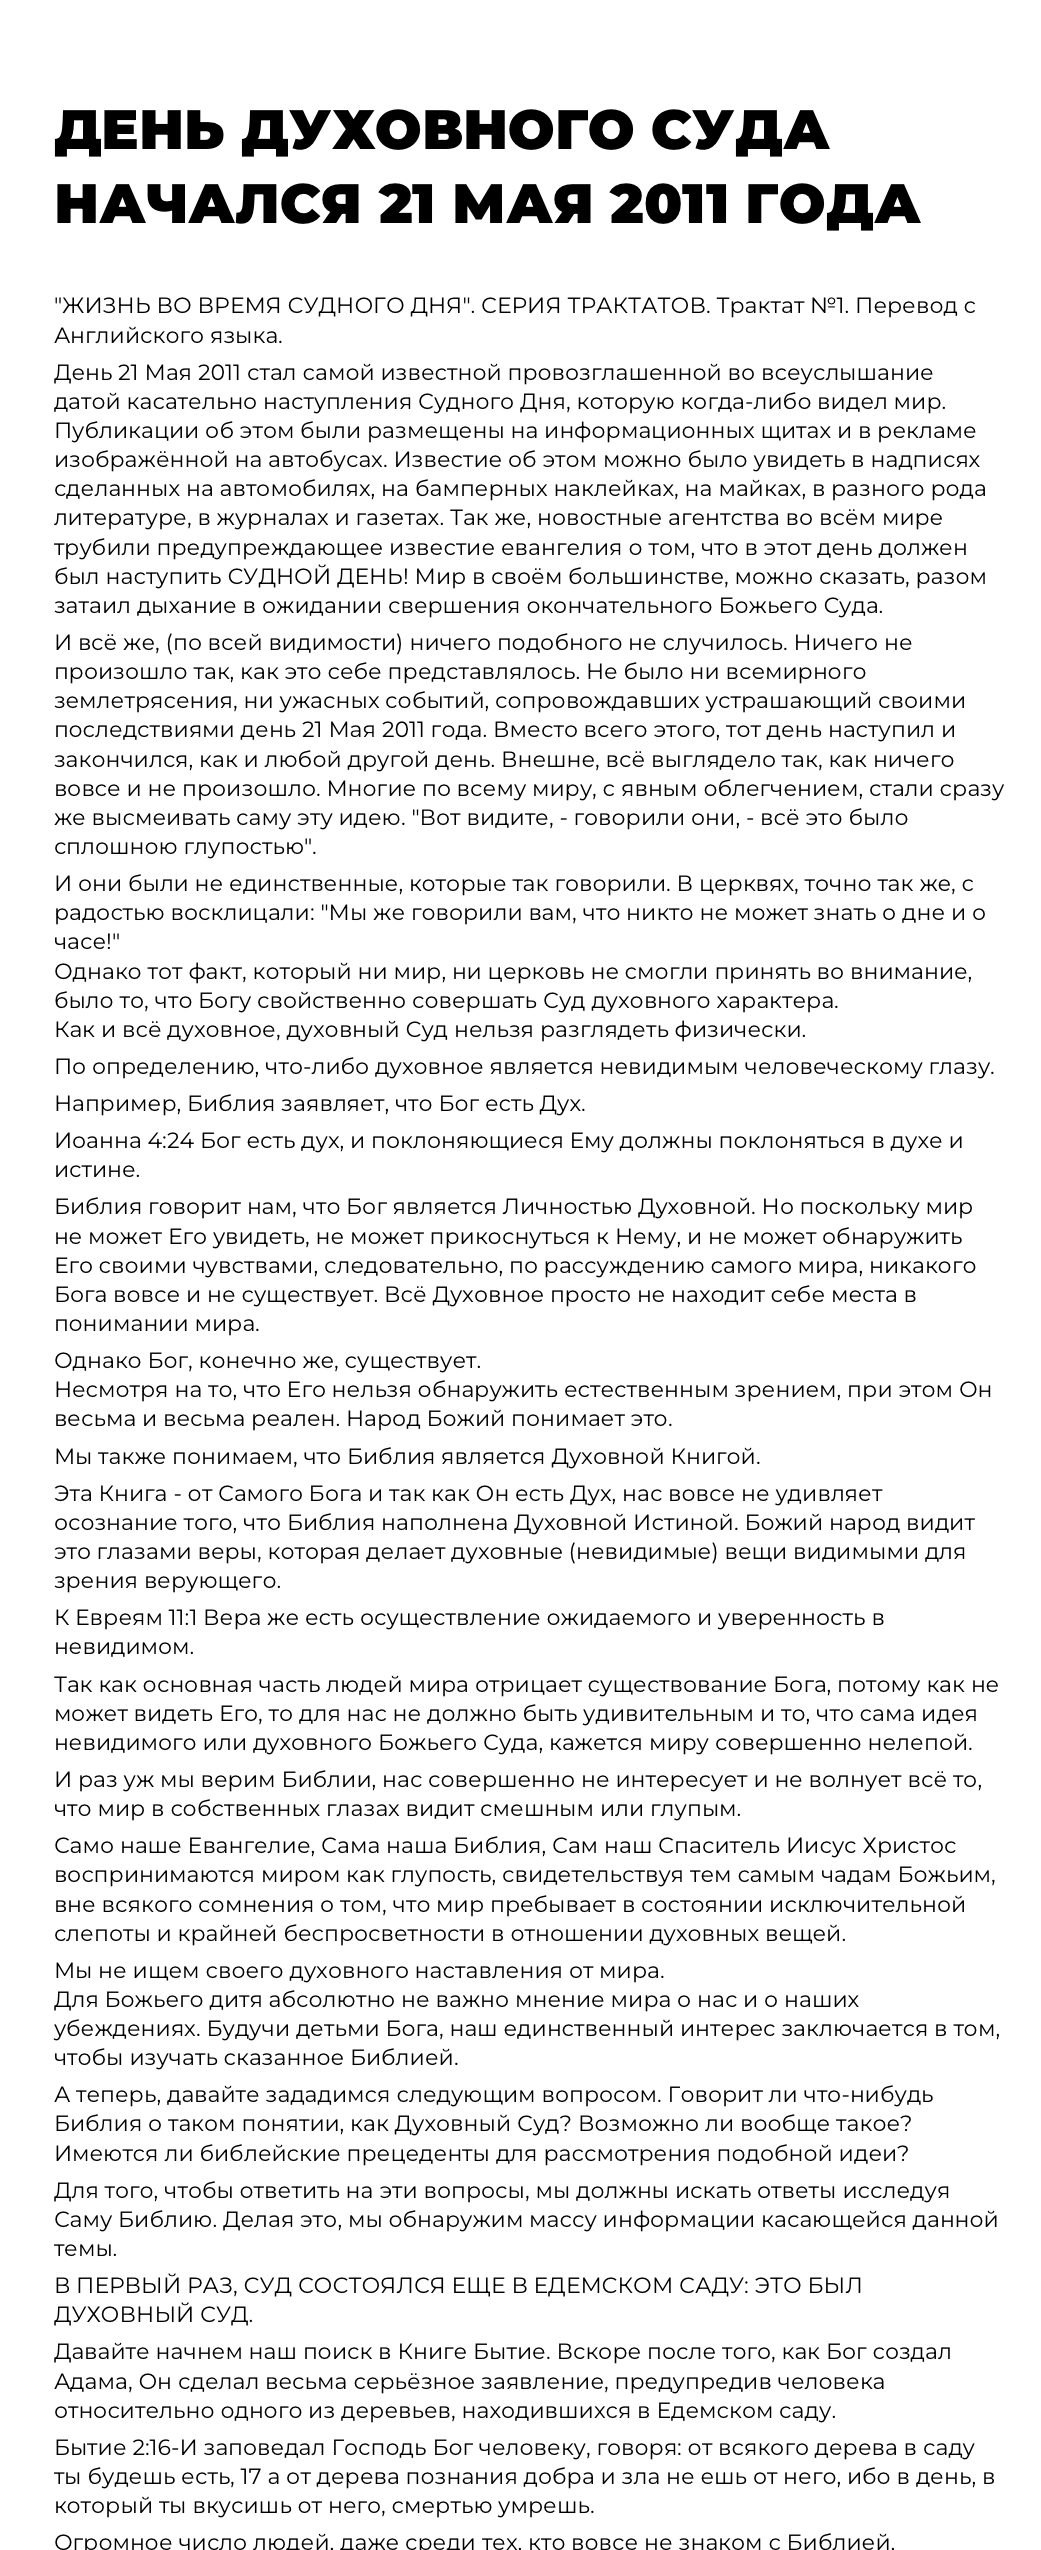 ДЕНЬ ДУХОВНОГО СУДА
НАЧАЛСЯ 21 МАЯ 2011 ГОДА
"ЖИЗНЬ ВО ВРЕМЯ СУДНОГО ДНЯ". СЕРИЯ ТРАКТАТОВ. Трактат №1. Перевод с
Английского языка.
День 21 Мая 2011 стал самой известной провозглашенной во всеуслышание
датой касательно наступления Судного Дня, которую когда-либо видел мир.
Публикации об этом были размещены на информационных щитах и в рекламе
изображённой на автобусах. Известие об этом можно было увидеть в надписях
сделанных на автомобилях, на бамперных наклейках, на майках, в разного рода
литературе, в журналах и газетах. Так же, новостные агентства во всём мире
трубили предупреждающее известие евангелия о том, что в этот день должен
был наступить СУДНОЙ ДЕНЬ! Мир в своём большинстве, можно сказать, разом
затаил дыхание в ожидании свершения окончательного Божьего Суда.
И всё же, (по всей видимости) ничего подобного не случилось. Ничего не
произошло так, как это себе представлялось. Не было ни всемирного
землетрясения, ни ужасных событий, сопровождавших устрашающий своими
последствиями день 21 Мая 2011 года. Вместо всего этого, тот день наступил и
закончился, как и любой другой день. Внешне, всё выглядело так, как ничего
вовсе и не произошло. Многие по всему миру, с явным облегчением, стали сразу
же высмеивать саму эту идею. "Вот видите, - говорили они, - всё это было
сплошною глупостью".
И они были не единственные, которые так говорили. В церквях, точно так же, с
радостью восклицали: "Мы же говорили вам, что никто не может знать о дне и о
часе!"
Однако тот факт, который ни мир, ни церковь не смогли принять во внимание,
было то, что Богу свойственно совершать Суд духовного характера.
Как и всё духовное, духовный Суд нельзя разглядеть физически.
По определению, что-либо духовное является невидимым человеческому глазу.
Например, Библия заявляет, что Бог есть Дух.
Иоанна 4:24 Бог есть дух, и поклоняющиеся Ему должны поклоняться в духе и
истине.
Библия говорит нам, что Бог является Личностью Духовной. Но поскольку мир
не может Его увидеть, не может прикоснуться к Нему, и не может обнаружить
Его своими чувствами, следовательно, по рассуждению самого мира, никакого
Бога вовсе и не существует. Всё Духовное просто не находит себе места в
понимании мира.
Однако Бог, конечно же, существует.
Несмотря на то, что Его нельзя обнаружить естественным зрением, при этом Он
весьма и весьма реален. Народ Божий понимает это.
Мы также понимаем, что Библия является Духовной Книгой.
Эта Книга - от Самого Бога и так как Он есть Дух, нас вовсе не удивляет
осознание того, что Библия наполнена Духовной Истиной. Божий народ видит
это глазами веры, которая делает духовные (невидимые) вещи видимыми для
зрения верующего.
К Евреям 11:1 Вера же есть осуществление ожидаемого и уверенность в
невидимом.
Так как основная часть людей мира отрицает существование Бога, потому как не
может видеть Его, то для нас не должно быть удивительным и то, что сама идея
невидимого или духовного Божьего Суда, кажется миру совершенно нелепой.
И раз уж мы верим Библии, нас совершенно не интересует и не волнует всё то,
что мир в собственных глазах видит смешным или глупым.
Само наше Евангелие, Сама наша Библия, Сам наш Спаситель Иисус Христос
воспринимаются миром как глупость, свидетельствуя тем самым чадам Божьим,
вне всякого сомнения о том, что мир пребывает в состоянии исключительной
слепоты и крайней беспросветности в отношении духовных вещей.
Мы не ищем своего духовного наставления от мира.
Для Божьего дитя абсолютно не важно мнение мира о нас и о наших
убеждениях. Будучи детьми Бога, наш единственный интерес заключается в том,
чтобы изучать сказанное Библией.
А теперь, давайте зададимся следующим вопросом. Говорит ли что-нибудь
Библия о таком понятии, как Духовный Суд? Возможно ли вообще такое?
Имеются ли библейские прецеденты для рассмотрения подобной идеи?
Для того, чтобы ответить на эти вопросы, мы должны искать ответы исследуя
Саму Библию. Делая это, мы обнаружим массу информации касающейся данной
темы.
В ПЕРВЫЙ РАЗ, СУД СОСТОЯЛСЯ ЕЩЕ В ЕДЕМСКОМ САДУ: ЭТО БЫЛ
ДУХОВНЫЙ СУД.
Давайте начнем наш поиск в Книге Бытие. Вскоре после того, как Бог создал
Адама, Он сделал весьма серьёзное заявление, предупредив человека
относительно одного из деревьев, находившихся в Едемском саду.
Бытие 2:16-И заповедал Господь Бог человеку, говоря: от всякого дерева в саду
ты будешь есть, 17 а от дерева познания добра и зла не ешь от него, ибо в день, в
который ты вкусишь от него, смертью умрешь.
Огромное число людей, даже среди тех, кто вовсе не знаком с Библией,